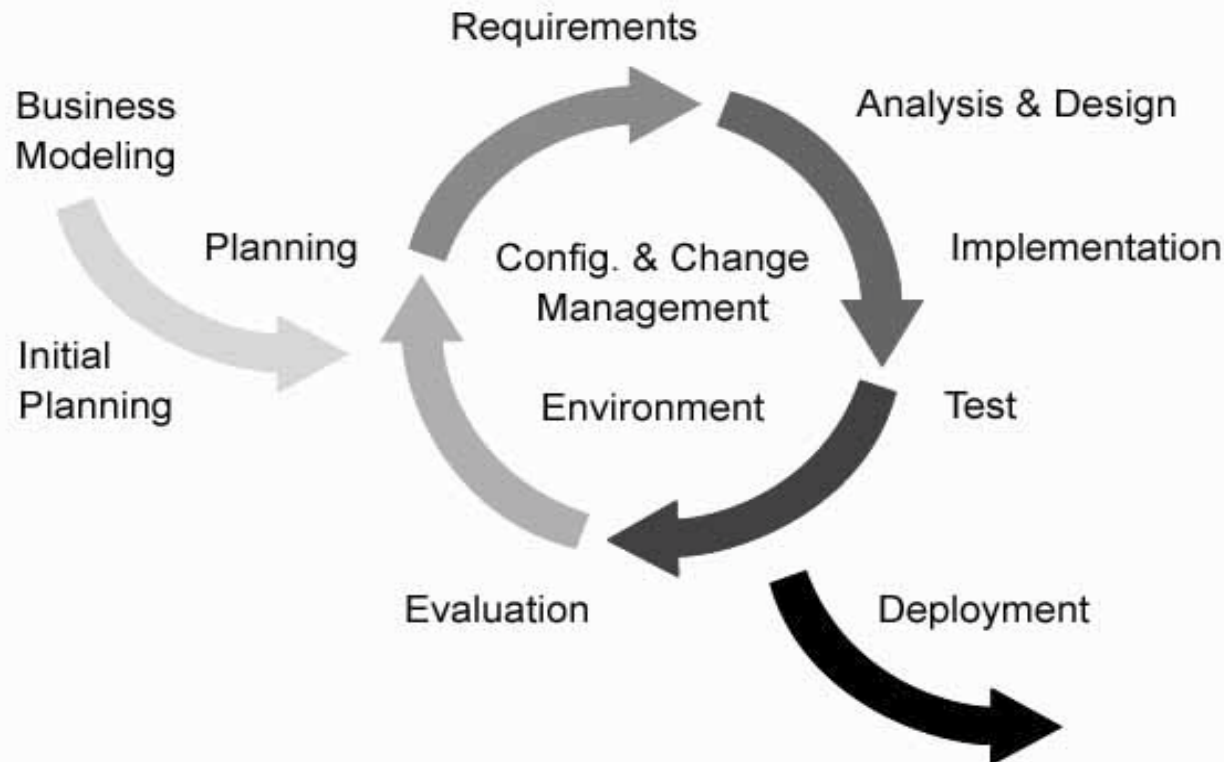 Requirements
Business
Modeling
Analysis & Design
Planning
Config. & Change
Management
Implementation
Initial
Planning
Environment
Test
Evaluation
Deployment